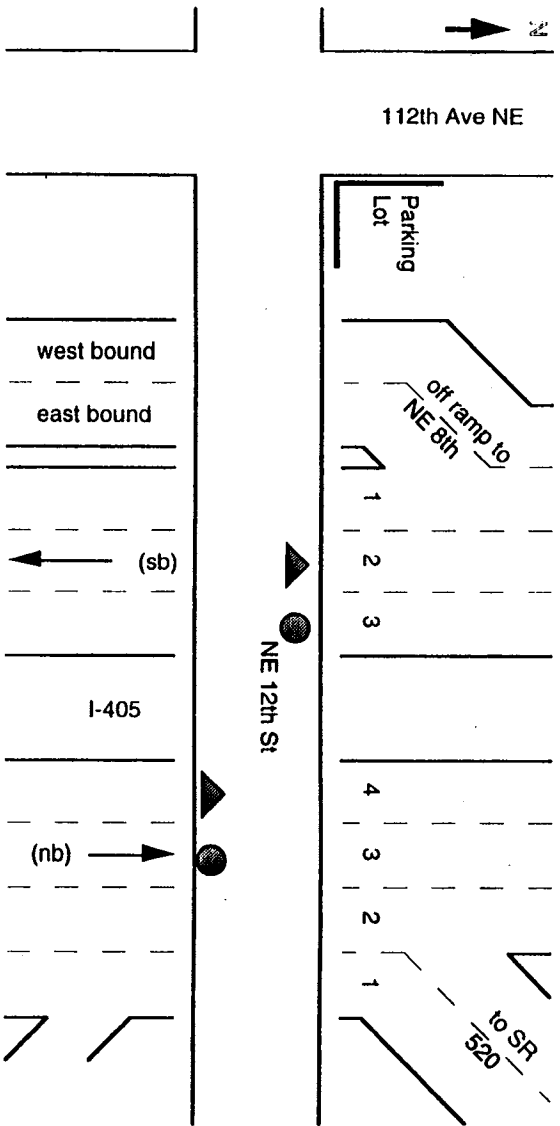 N
112th Ave NE
Parking
Lot
west bound
off ramp to
NE 8th
east bound
1
(sb)
2
3
NE 12th St
I-405
4
(nb)
3
2
1
to SR
520